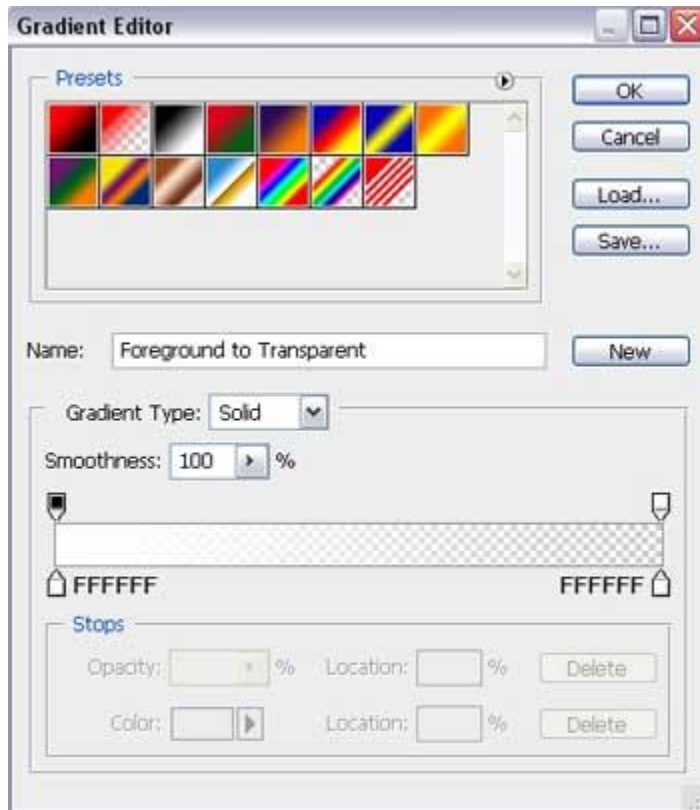 Gradient Editor
Presets
OK
Cancel
Load...
Save...
Name: Foreground to Transparent
New
Gradient Type: Solid
Smoothness: 100 %
FFFFFF FFFFFF
Stops
Opacity: % Location: % Delete
Color: Location: % Delete